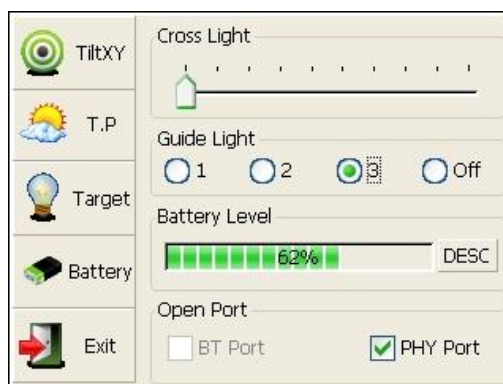 TiltXY
T.P
Target
Battery
Exit
Cross Light
Guide Light
1 2 3 Off
Battery Level
62% DESC
Open Port
BT Port PHY Port